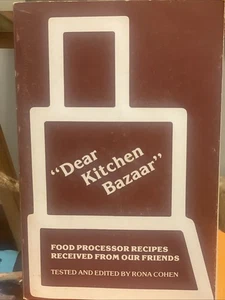 "Dear
Kitchen
Bazaar"
FOOD PROCESSOR RECIPES
RECEIVED FROM OUR FRIENDS
TESTED AND EDITED BY RONA COHEN